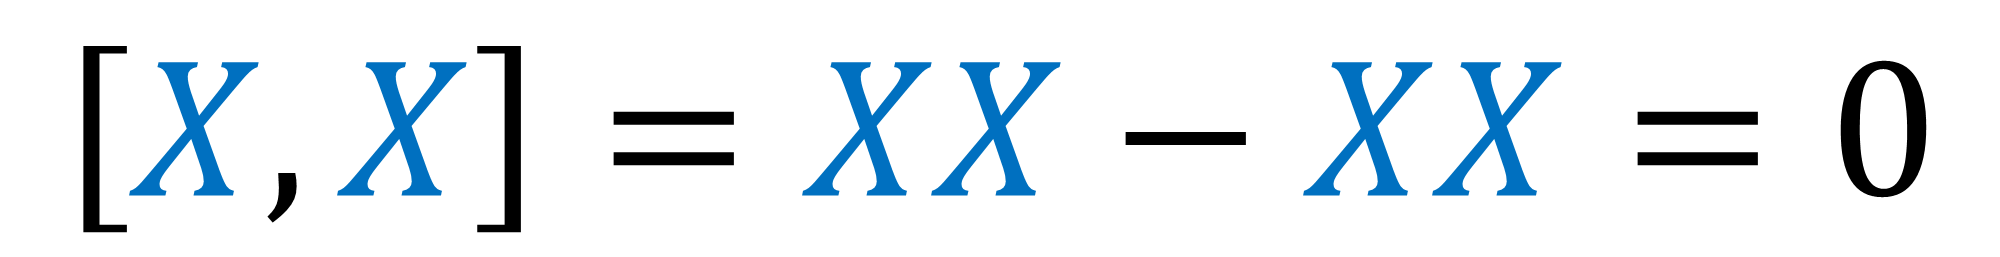 [X, X] = XX − XX = 0